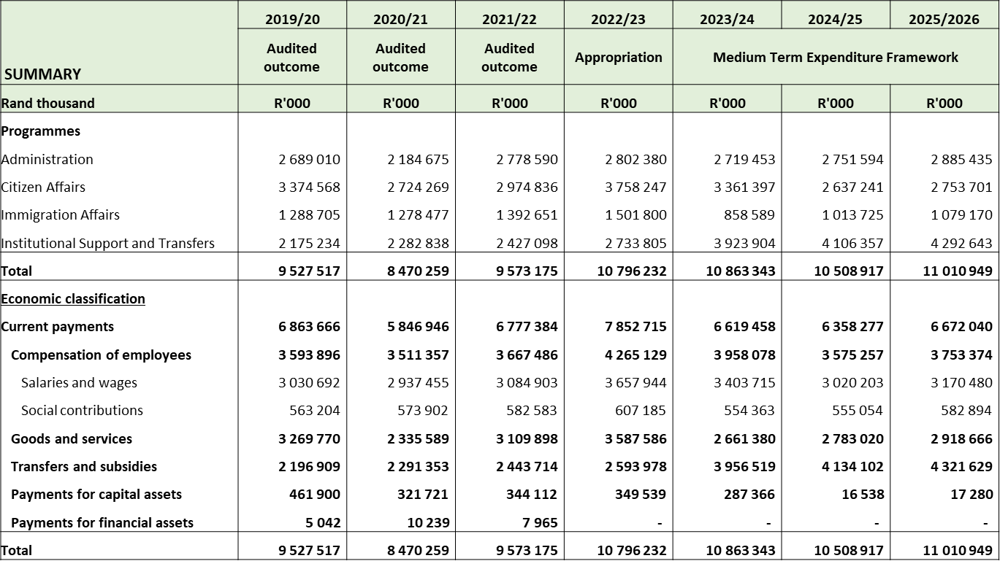 2019/20 2020/21 2021/22 2022/23 2023/24 2024/25 2025/2026
SUMMARY Audited outcome Audited outcome Audited outcome Appropriation Medium Term Expenditure Framework
Rand thousand R'000 R'000 R'000 R'000 R'000 R'000 R'000
Programmes
Administration 2 689 010 2 184 675 2 778 590 2 802 380 2 719 453 2 751 594 2 885 435
Citizen Affairs 3 374 568 2 724 269 2 974 836 3 758 247 3 361 397 2 637 241 2 753 701
Immigration Affairs 1 288 705 1 278 477 1 392 651 1 501 800 858 589 1 013 725 1 079 170
Institutional Support and Transfers 2 175 234 2 282 838 2 427 098 2 733 805 3 923 904 4 106 357 4 292 643
Total 9 527 517 8 470 259 9 573 175 10 796 232 10 863 343 10 508 917 11 010 949
Economic classification
Current payments 6 863 666 5 846 946 6 777 384 7 852 715 6 619 458 6 358 277 6 672 040
Compensation of employees 3 593 896 3 511 357 3 667 486 4 265 129 3 958 078 3 575 257 3 753 374
Salaries and wages 3 030 692 2 937 455 3 084 903 3 657 944 3 403 715 3 020 203 3 170 480
Social contributions 563 204 573 902 582 583 607 185 554 363 555 054 582 894
Goods and services 3 269 770 2 335 589 3 109 898 3 587 586 2 661 380 2 783 020 2 918 666
Transfers and subsidies 2 196 909 2 291 353 2 443 714 2 593 978 3 956 519 4 134 102 4 321 629
Payments for capital assets 461 900 321 721 344 112 349 539 287 366 16 538 17 280
Payments for financial assets 5 042 10 239 7 965 - - - -
Total 9 527 517 8 470 259 9 573 175 10 796 232 10 863 343 10 508 917 11 010 949